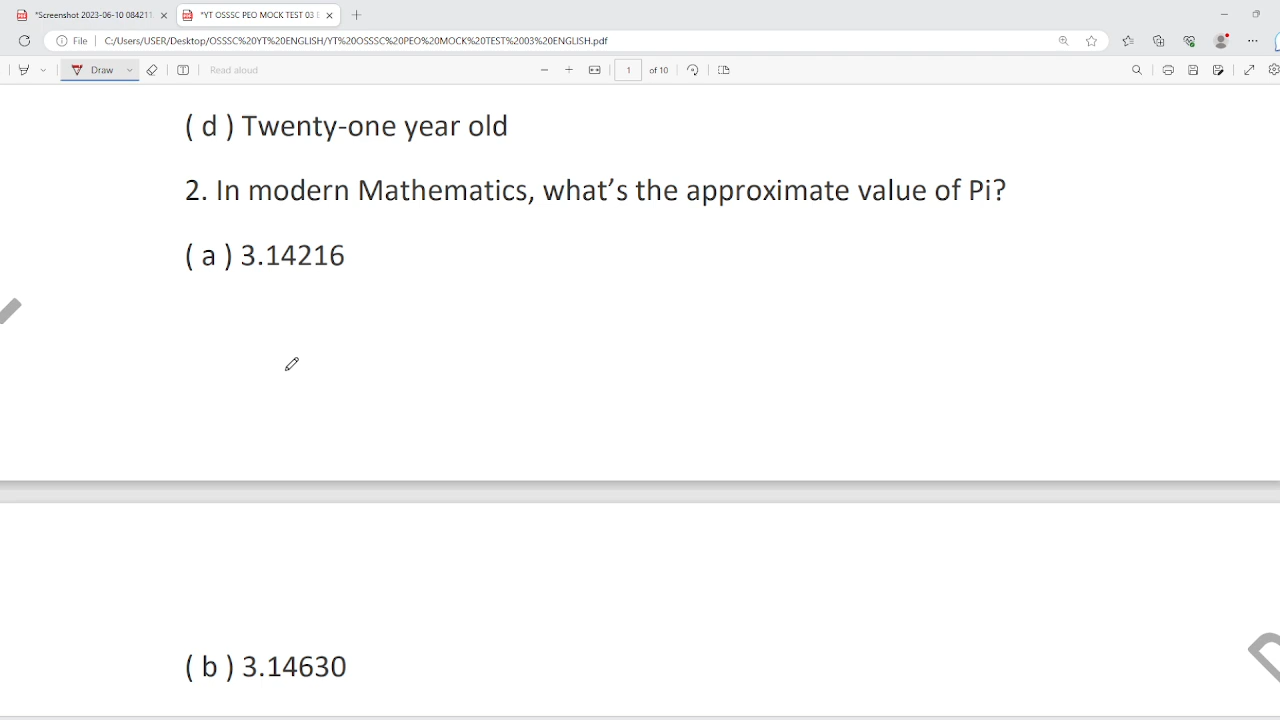 *Screenshot 2023-06-10 084211
*YT OSSSC PEO MOCK TEST 03
File
C:/Users/USER/Desktop/OSSSC%20YT%20ENGLISH/YT%20OSSSC%20PEO%20MOCK%20TEST%2003%20ENGLISH.pdf
Draw
Read aloud
1 of 10
( d ) Twenty-one year old
2. In modern Mathematics, what’s the approximate value of Pi?
( a ) 3.14216
( b ) 3.14630